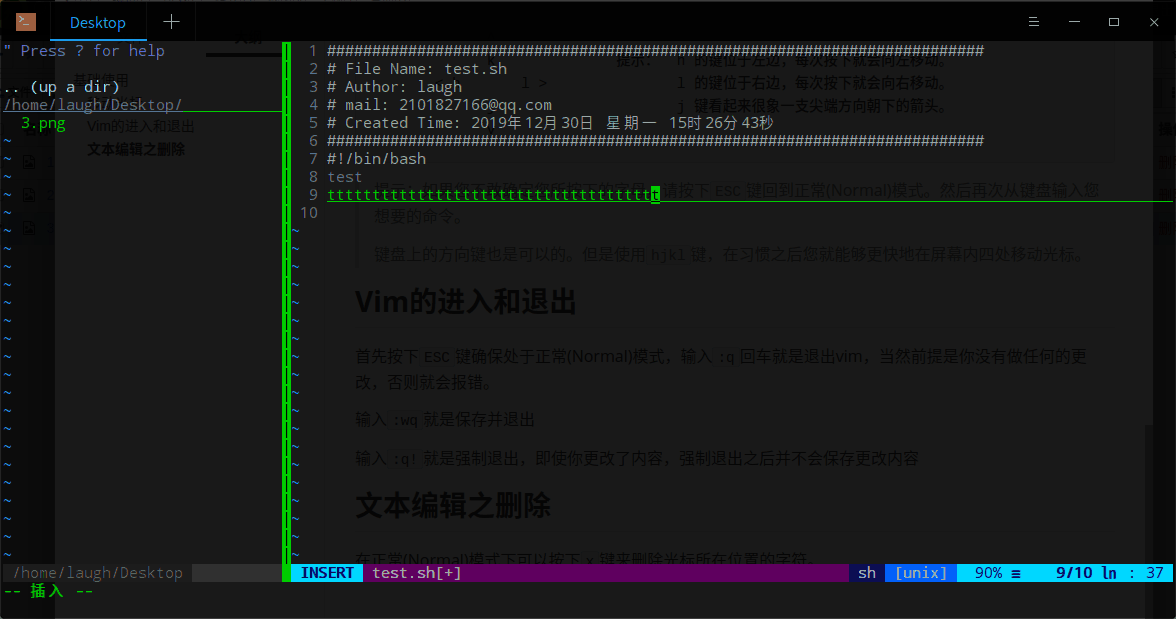 Desktop
" Press ? for help
.. (up a dir)
/home/laugh/Desktop/
3.png
基础使用
Vim的进入和退出
文本编辑之删除
1 #########################################################################
2 # File Name: test.sh
3 # Author: laugh
4 # mail: 2101827166@qq.com
5 # Created Time: 2019年12月30日 星期一 15时26分43秒
6 #########################################################################
7 #!/bin/bash
8 test
9 ttttttttttttttttttttttttttttttttttttt
10
提示： h 的键位于左边，每次按下就会向左移动。
l > l 的键位于右边，每次按下就会向右移动。
j 键看起来很象一支尖端方向朝下的箭头。
请按下 ESC 键回到正常(Normal)模式。然后再次从键盘输入您
想要的命令。
键盘上的方向键也是可以的。但是使用 hjkl 键，在习惯之后您就能够更快地在屏幕内四处移动光标。
Vim的进入和退出
首先按下 ESC 键确保处于正常(Normal)模式，输入 :q 回车就是退出vim，当然前提是你没有做任何的更
改，否则就会报错。
输入 :wq 就是保存并退出
输入 :q! 就是强制退出，即使你更改了内容，强制退出之后并不会保存更改内容
文本编辑之删除
在正常(Normal)模式下可以按下 x 键来删除光标所在位置的字符。
/home/laugh/Desktop INSERT test.sh[+] sh [unix] 90% ≡ 9/10 ln : 37
-- 插入 --